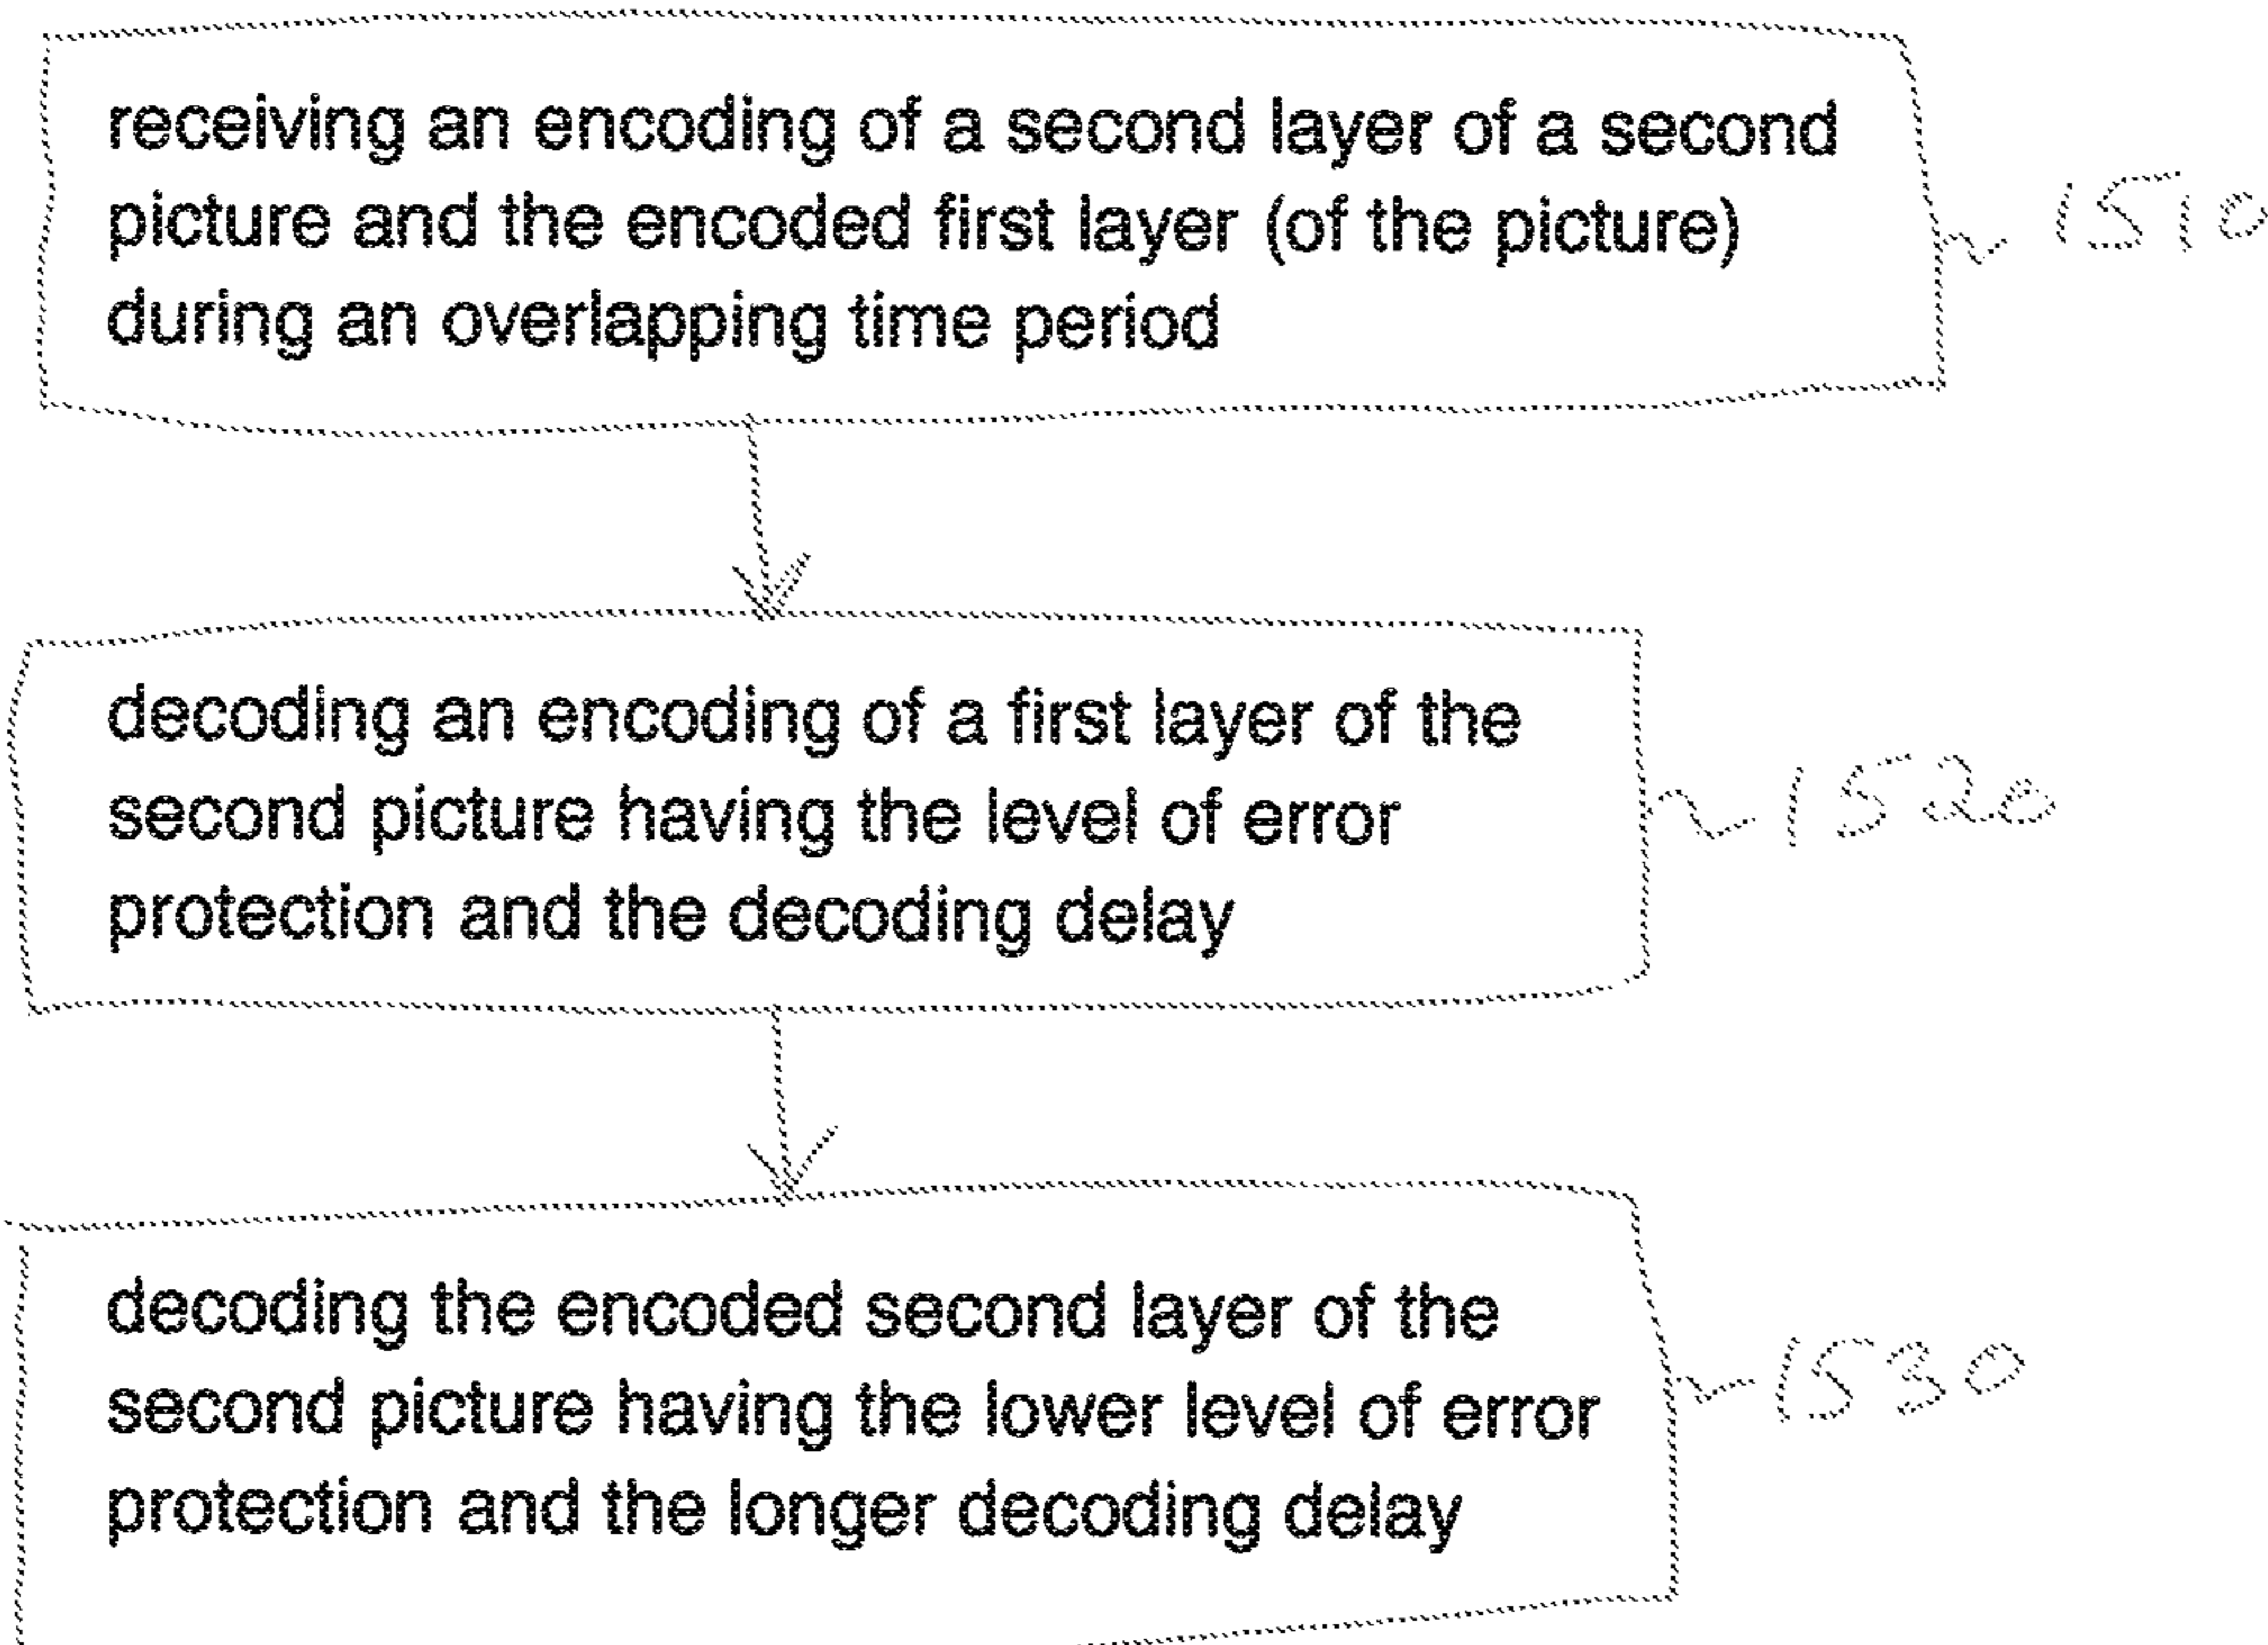 receiving an encoding of a second layer of a second
picture and the encoded first layer (of the picture)
during an overlapping time period
1510
decoding an encoding of a first layer of the
second picture having the level of error
protection and the decoding delay
1520
decoding the encoded second layer of the
second picture having the lower level of error
protection and the longer decoding delay
1530